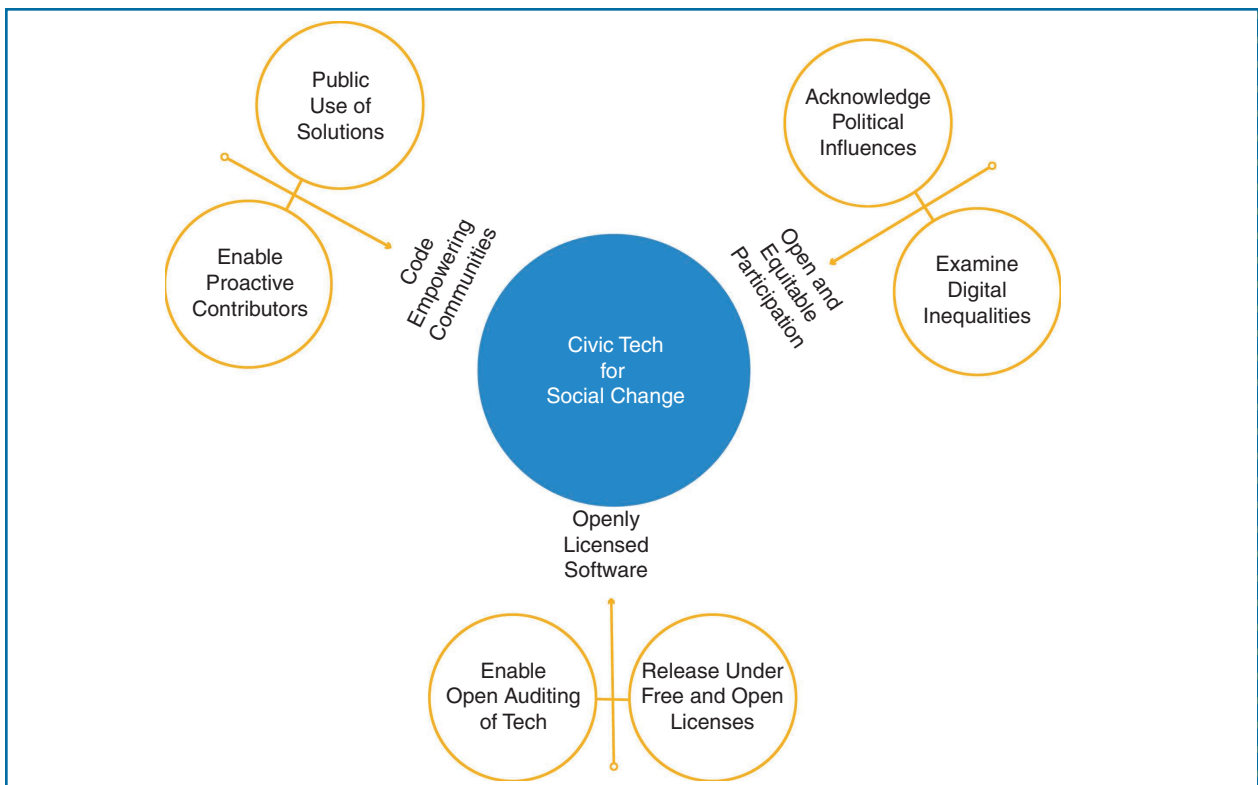 Public
Use of
Solutions
Enable
Proactive
Contributors
Code
Empowering
Communities
Acknowledge
Political
Influences
Examine
Digital
Inequalities
Open and
Equitable
Participation
Civic Tech
for
Social Change
Openly
Licensed
Software
Enable
Open Auditing
of Tech
Release Under
Free and Open
Licenses